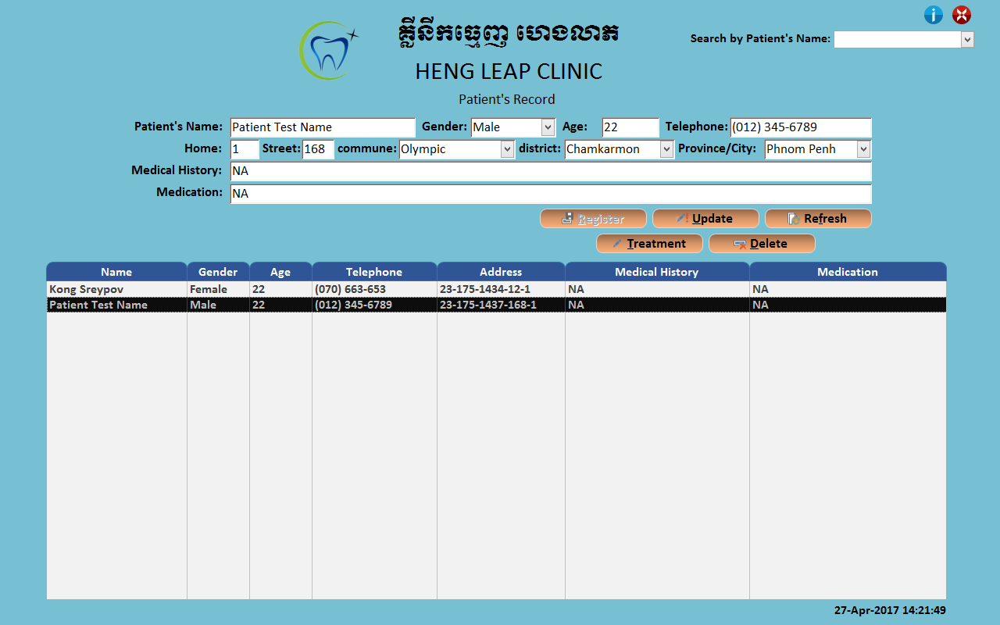 គ្លីនីកធ្មេញ ហេងលាភ
Search by Patient's Name:
HENG LEAP CLINIC
Patient's Record
Patient's Name: Patient Test Name Gender: Male Age: 22 Telephone: (012) 345-6789
Home: 1 Street: 168 commune: Olympic district: Chamkarmon Province/City: Phnom Penh
Medical History: NA
Medication: NA
Register Update Refresh
Treatment Delete
Name Gender Age Telephone Address Medical History Medication
Kong Sreypov Female 22 (070) 663-653 23-175-1434-12-1 NA NA
Patient Test Name Male 22 (012) 345-6789 23-175-1437-168-1 NA NA
27-Apr-2017 14:21:49